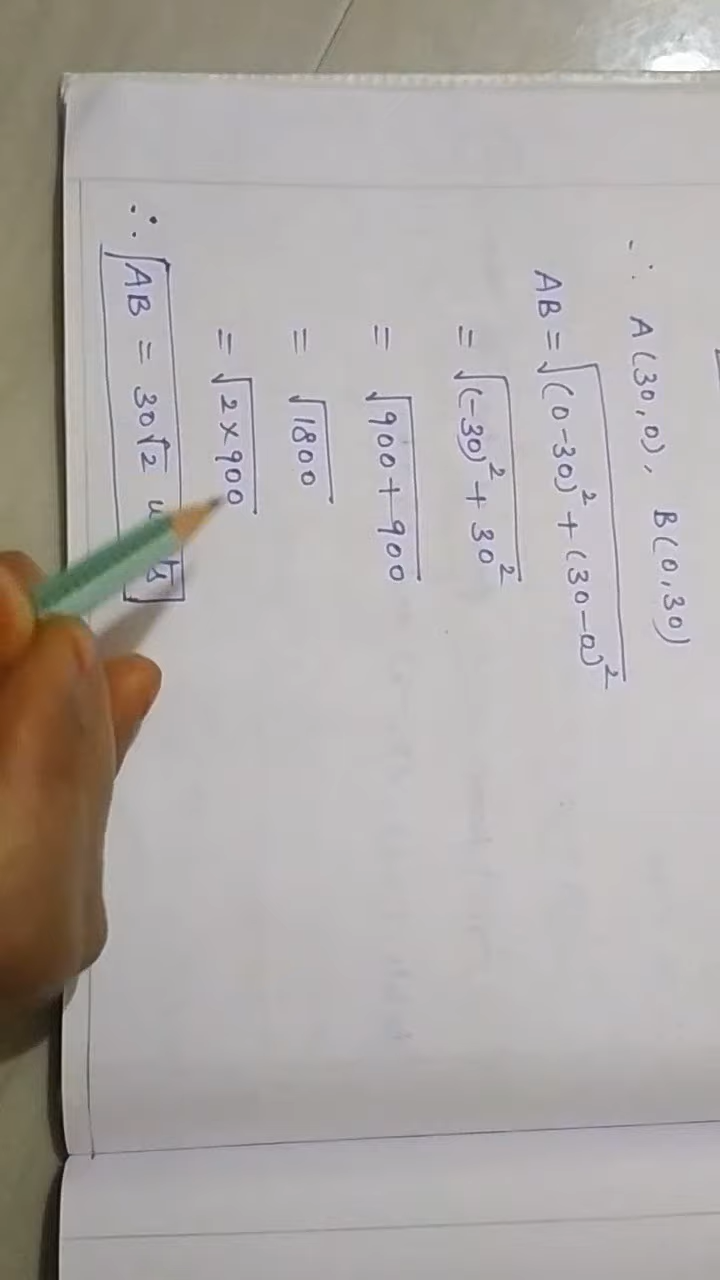 ∴ A(30,0), B(0,30)
AB = √(0-30)² + (30-0)²
= √(-30)² + 30²
= √900 + 900
= √1800
= √2 × 900
∴ AB = 30√2